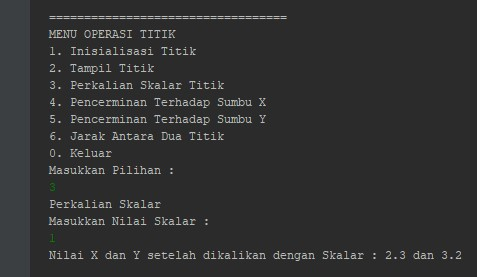 ==================================
MENU OPERASI TITIK
1. Inisialisasi Titik
2. Tampil Titik
3. Perkalian Skalar Titik
4. Pencerminan Terhadap Sumbu X
5. Pencerminan Terhadap Sumbu Y
6. Jarak Antara Dua Titik
0. Keluar
Masukkan Pilihan :
3
Perkalian Skalar
Masukkan Nilai Skalar :
1
Nilai X dan Y setelah dikalikan dengan Skalar : 2.3 dan 3.2